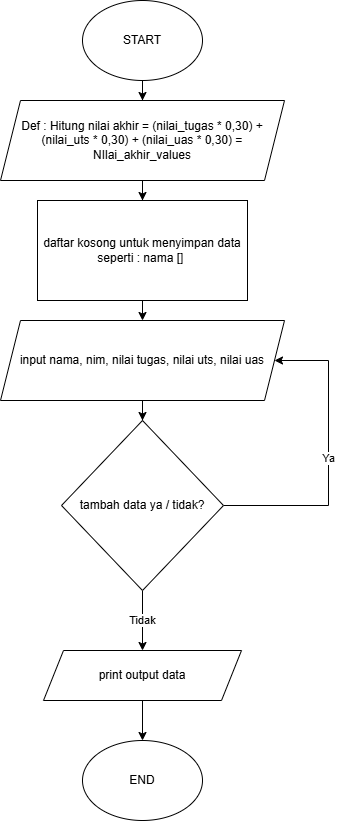 START
Def : Hitung nilai akhir = (nilai_tugas * 0,30) +
(nilai_uts * 0,30) + (nilai_uas * 0,30) =
NIlai_akhir_values
daftar kosong untuk menyimpan data
seperti : nama []
input nama, nim, nilai tugas, nilai uts, nilai uas
Ya
tambah data ya / tidak?
Tidak
print output data
END